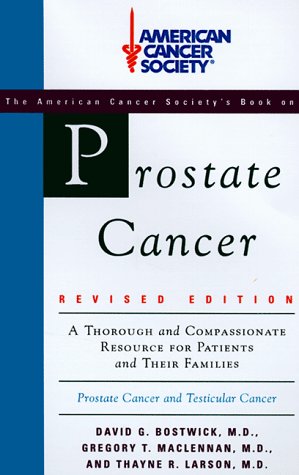 AMERICAN
CANCER
SOCIETY®
The American Cancer Society's Book on
Prostate
Cancer
REVISED EDITION
A THOROUGH and COMPASSIONATE
RESOURCE FOR PATIENTS
and THEIR FAMILIES
Prostate Cancer and Testicular Cancer
DAVID G. BOSTWICK, M.D.,
GREGORY T. MACLENNAN, M.D.,
AND THAYNE R. LARSON, M.D.